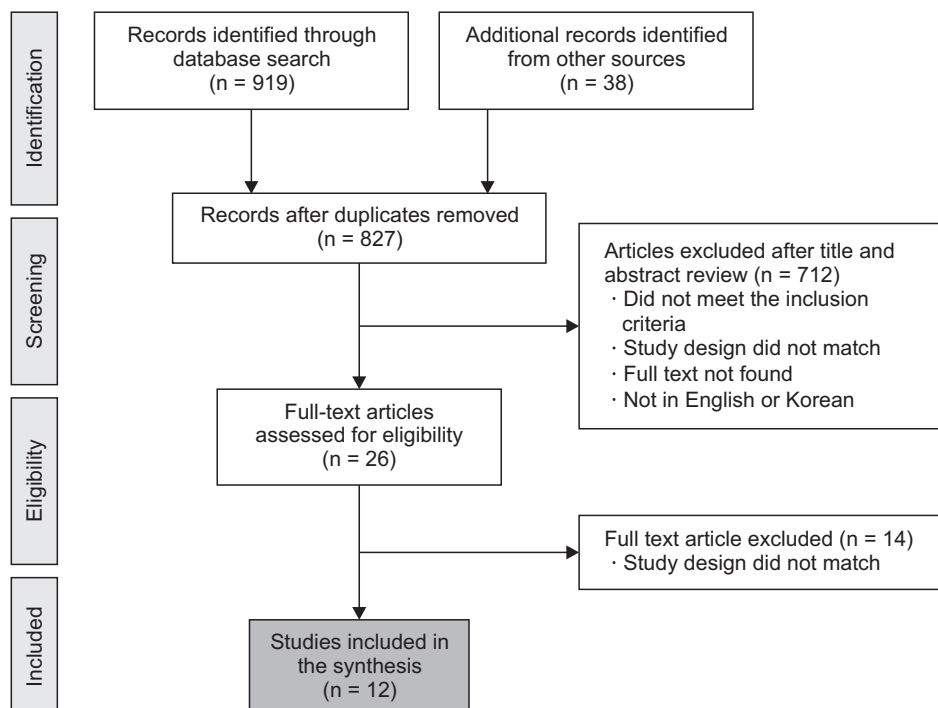 Identification
Records identified through
database search
(n = 919)
Additional records identified
from other sources
(n = 38)
Records after duplicates removed
(n = 827)
Screening
Articles excluded after title and
abstract review (n = 712)
· Did not meet the inclusion
criteria
· Study design did not match
· Full text not found
· Not in English or Korean
Eligibility
Full-text articles
assessed for eligibility
(n = 26)
Full text article excluded (n = 14)
· Study design did not match
Included
Studies included in
the synthesis
(n = 12)